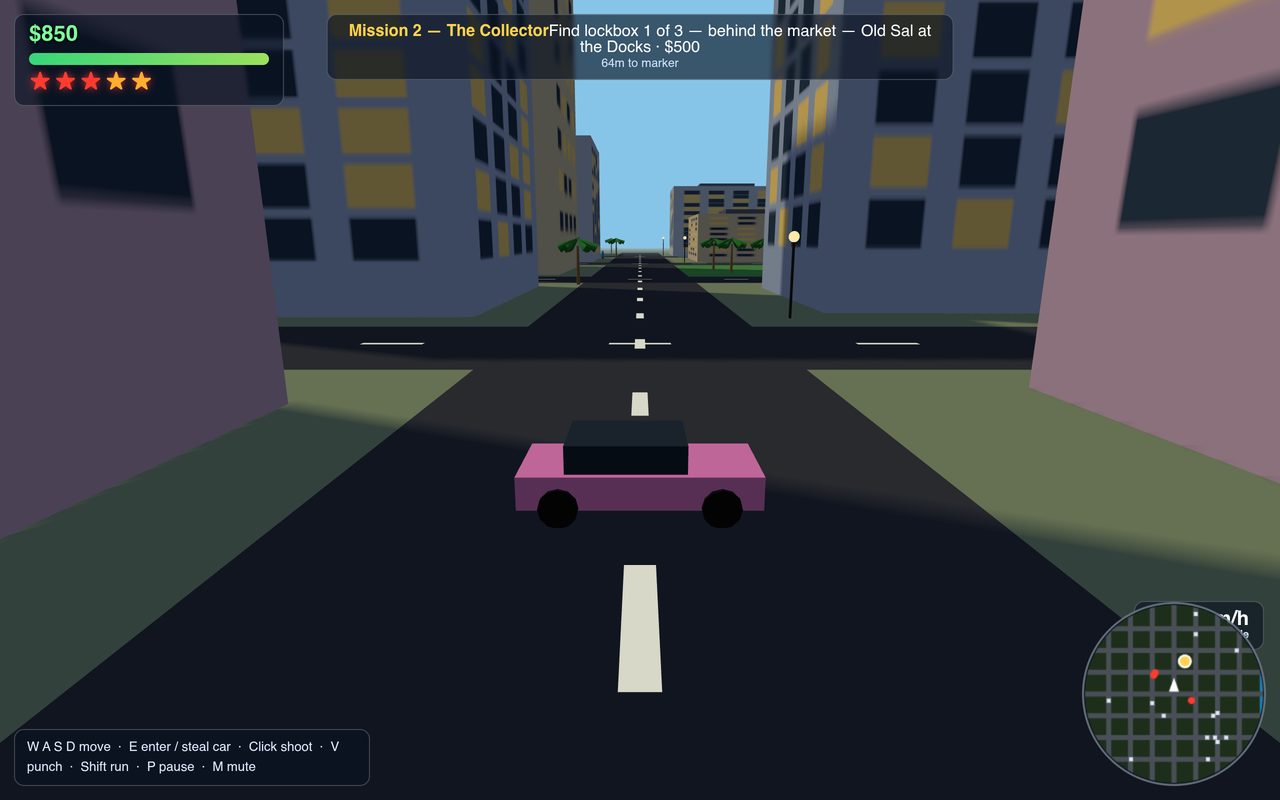 $850
Mission 2 — The CollectorFind lockbox 1 of 3 — behind the market — Old Sal at
the Docks · $500
64m to marker
W A S D move · E enter / steal car · Click shoot · V
punch · Shift run · P pause · M mute